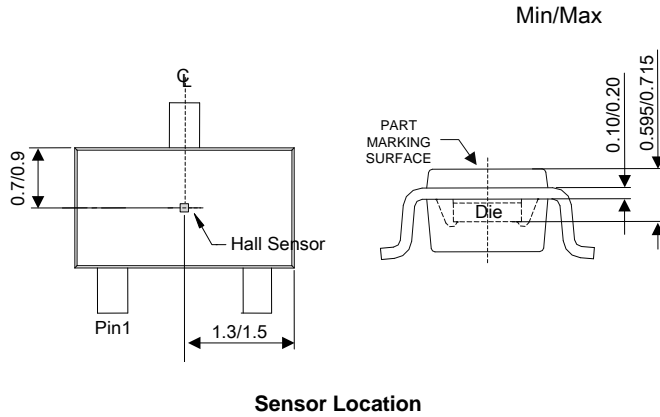 Min/Max
℄
0.7/0.9
Hall Sensor
Pin1
1.3/1.5
PART
MARKING
SURFACE
Die
0.10/0.20
0.595/0.715
Sensor Location